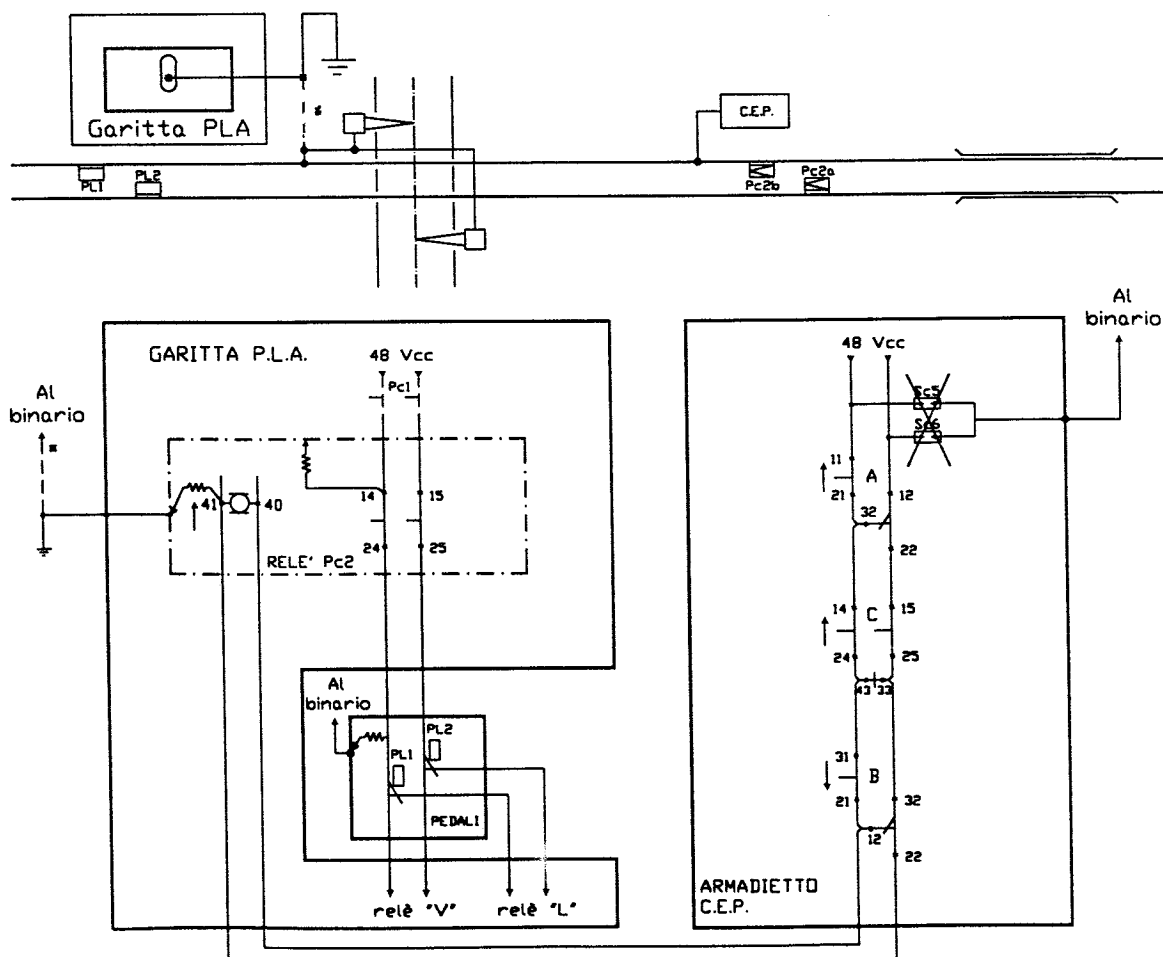 Garitta PLA
C.E.P.
PL1
PL2
Pc2b
Pc2a
GARITTA P.L.A.
48 Vcc
Pc1
Al
binario
14
15
41
40
24
25
RELE' Pc2
Al
binario
PL1
PL2
PEDALI
relè "V"
relè "L"
Al
binario
48 Vcc
Sc5
Sc6
11
A
21
12
32
22
14
15
C
24
25
43
33
31
B
21
32
12
22
ARMADIETTO
C.E.P.